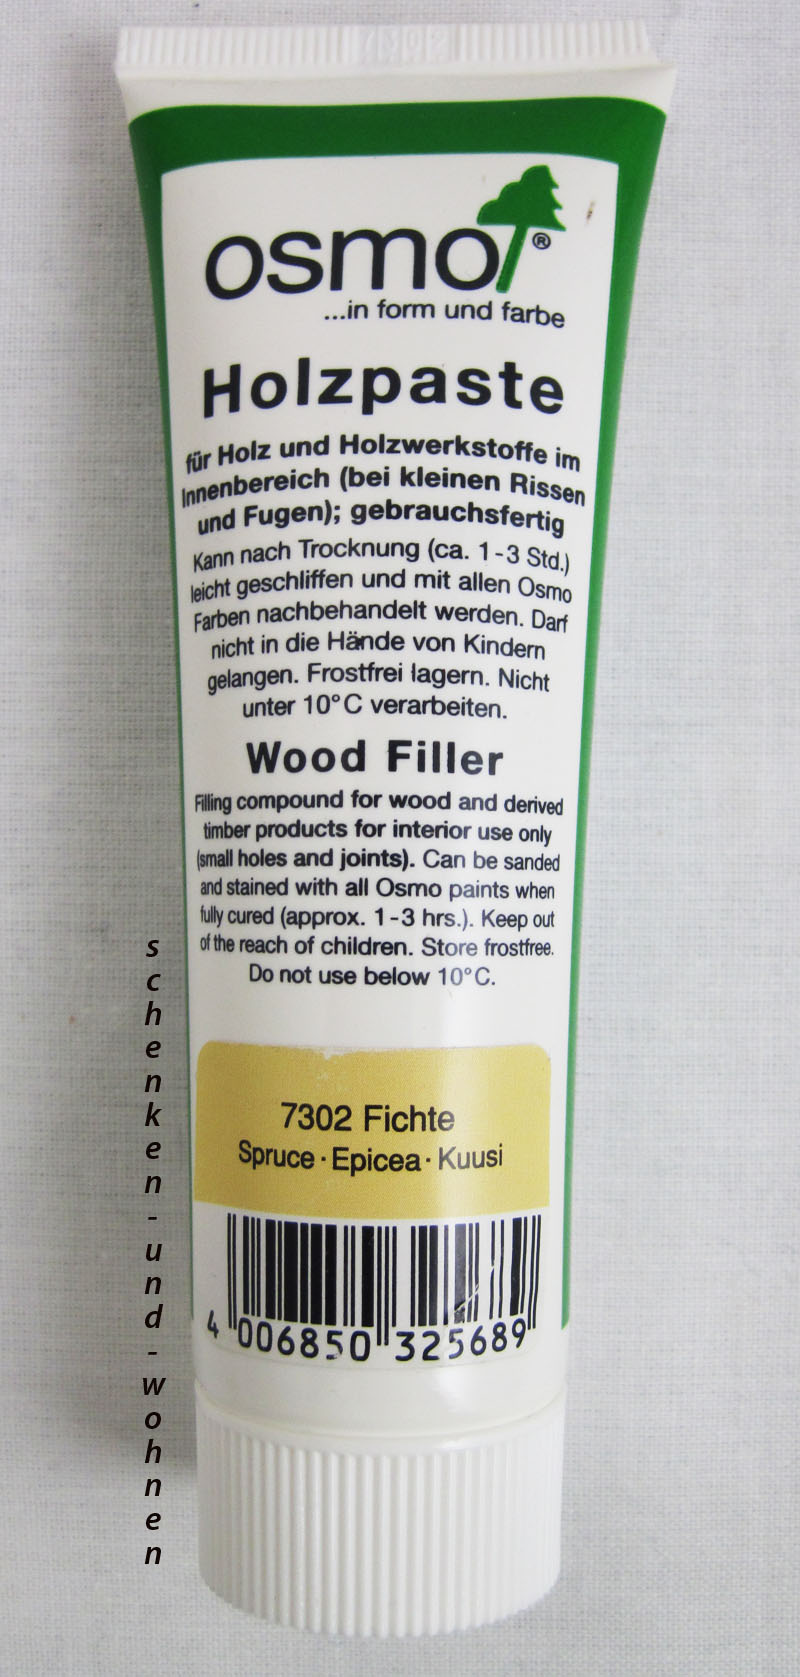 7302
osmo®
...in form und farbe
Holzpaste
für Holz und Holzwerkstoffe im
Innenbereich (bei kleinen Rissen
und Fugen); gebrauchsfertig
Kann nach Trocknung (ca. 1-3 Std.)
leicht geschliffen und mit allen Osmo
Farben nachbehandelt werden. Darf
nicht in die Hände von Kindern
gelangen. Frostfrei lagern. Nicht
unter 10°C verarbeiten.
Wood Filler
Filling compound for wood and derived
timber products for interior use only
(small holes and joints). Can be sanded
and stained with all Osmo paints when
fully cured (approx. 1-3 hrs.). Keep out
of the reach of children. Store frostfree.
Do not use below 10°C.
7302 Fichte
Spruce · Epicea · Kuusi
4 006850 325689
schenken-und-wohnen